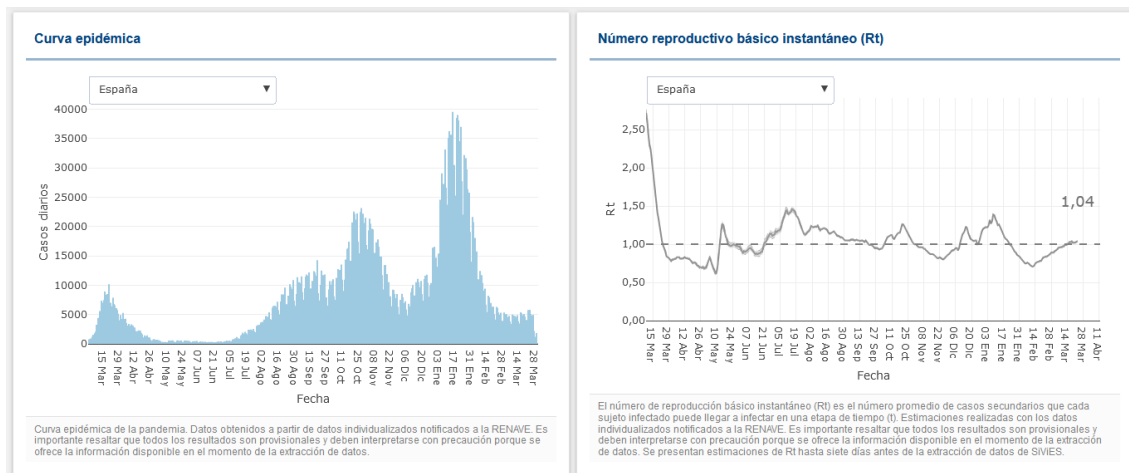 Curva epidémica
España
40000
35000
30000
25000
20000
15000
10000
5000
0
Casos diarios
15 Mar
29 Mar
12 Abr
26 Abr
10 May
24 May
07 Jun
21 Jun
05 Jul
19 Jul
02 Ago
16 Ago
30 Ago
13 Sep
27 Sep
11 Oct
25 Oct
08 Nov
22 Nov
06 Dic
20 Dic
03 Ene
17 Ene
31 Ene
14 Feb
28 Feb
14 Mar
28 Mar
Fecha
Curva epidémica de la pandemia. Datos obtenidos a partir de datos individualizados notificados a la RENAVE. Es
importante resaltar que todos los resultados son provisionales y deben interpretarse con precaución porque se
ofrece la información disponible en el momento de la extracción de datos.
Número reproductivo básico instantáneo (Rt)
España
2,50
2,00
1,50
1,00
0,50
0,00
Rt
1,04
15 Mar
29 Mar
12 Abr
26 Abr
10 May
24 May
07 Jun
21 Jun
05 Jul
19 Jul
02 Ago
16 Ago
30 Ago
13 Sep
27 Sep
11 Oct
25 Oct
08 Nov
22 Nov
06 Dic
20 Dic
03 Ene
17 Ene
31 Ene
14 Feb
28 Feb
14 Mar
28 Mar
11 Abr
Fecha
El número de reproducción básico instantáneo (Rt) es el número promedio de casos secundarios que cada
sujeto infectado puede llegar a infectar en una etapa de tiempo (t). Estimaciones realizadas con los datos
individualizados notificados a la RENAVE. Es importante resaltar que todos los resultados son provisionales y
deben interpretarse con precaución porque se ofrece la información disponible en el momento de la extracción
de datos. Se presentan estimaciones de Rt hasta siete días antes de la extracción de datos de SiViES.